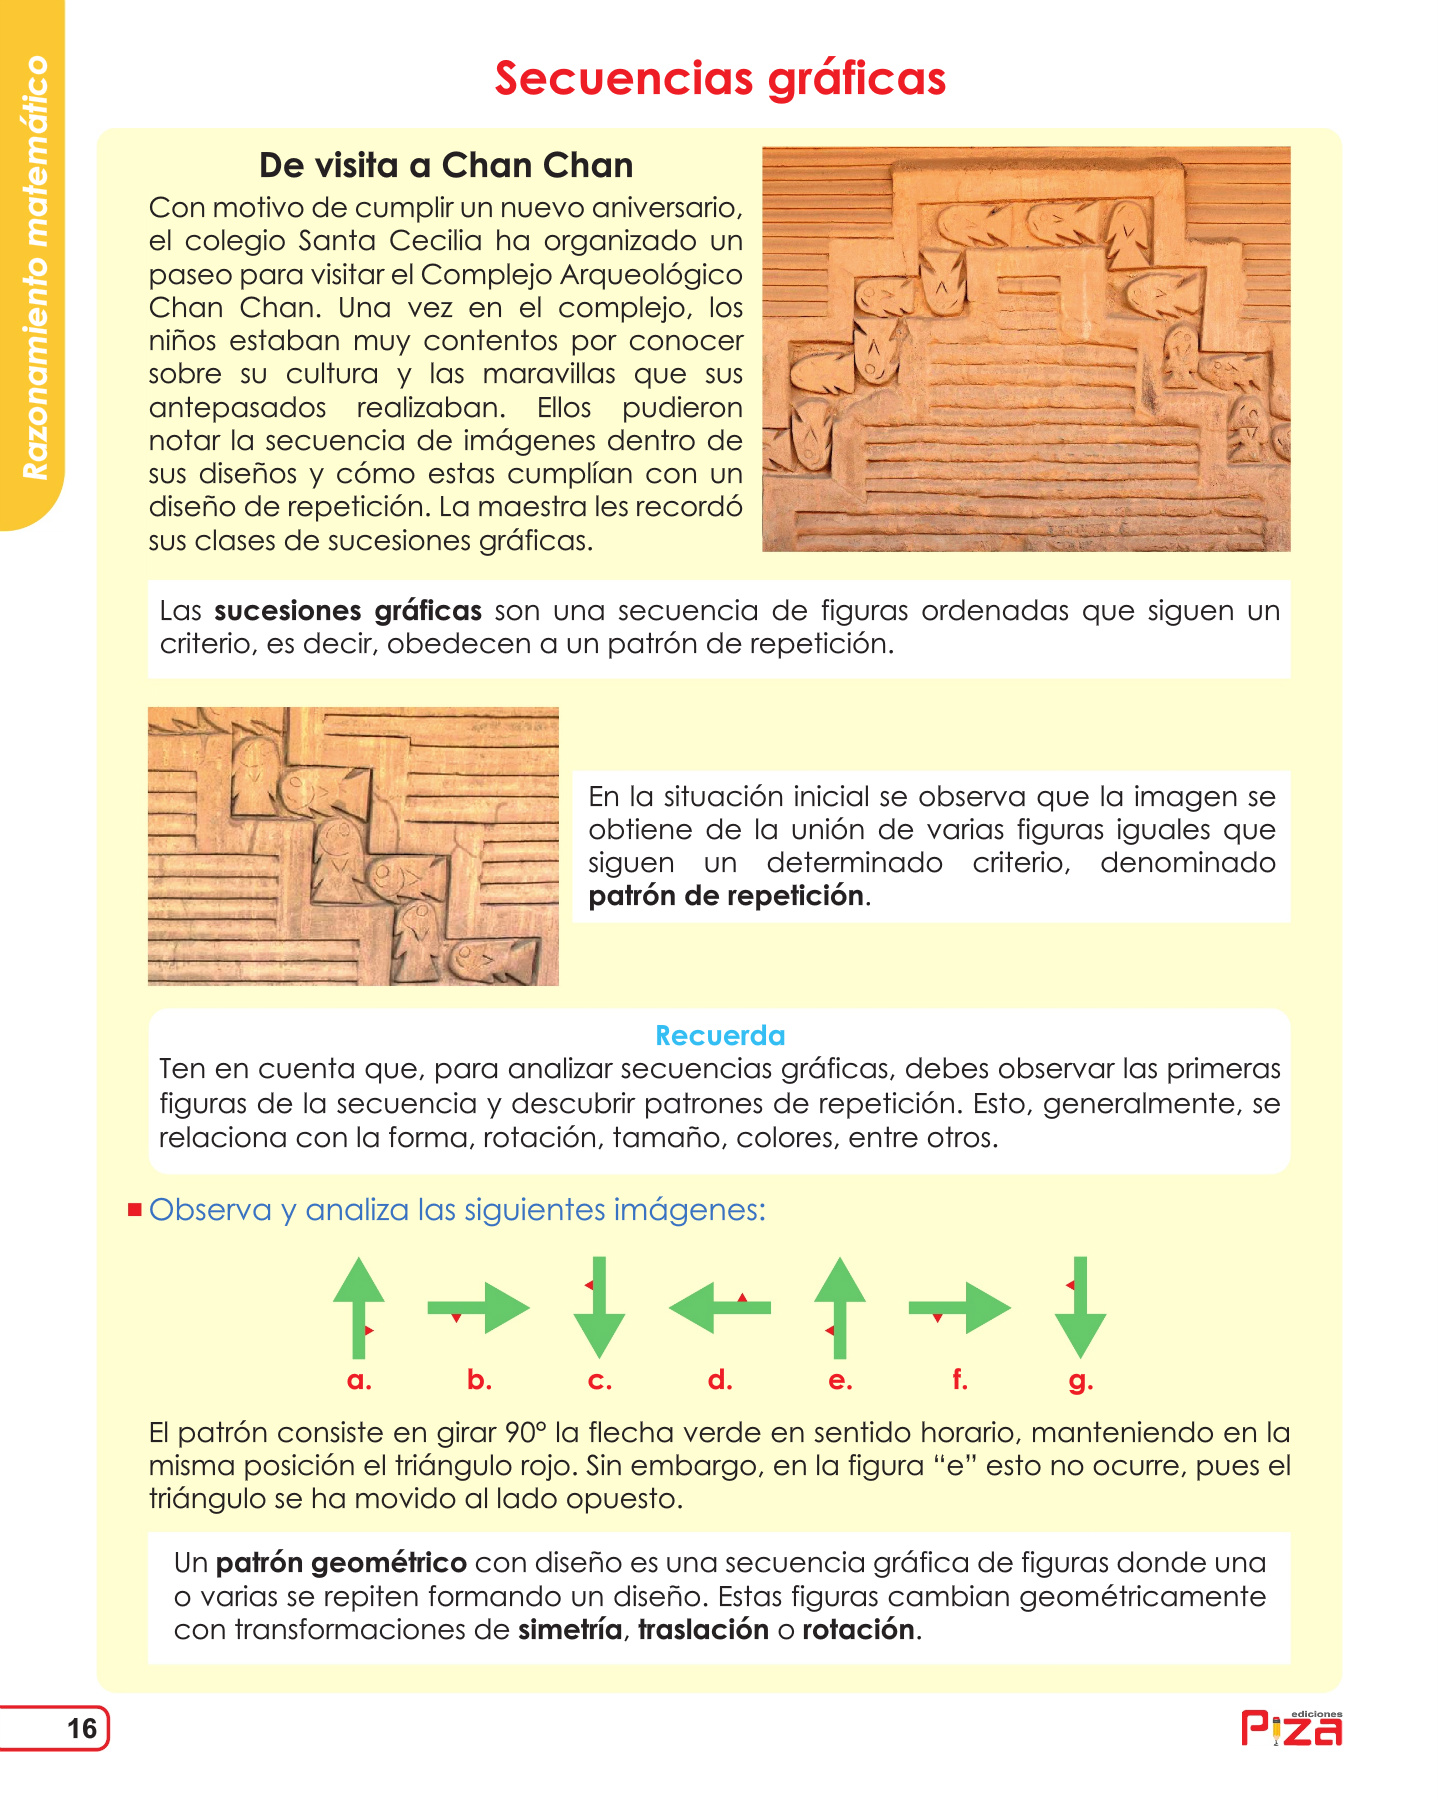 Razonamiento matemático
Secuencias gráficas
De visita a Chan Chan
Con motivo de cumplir un nuevo aniversario,
el colegio Santa Cecilia ha organizado un
paseo para visitar el Complejo Arqueológico
Chan Chan. Una vez en el complejo, los
niños estaban muy contentos por conocer
sobre su cultura y las maravillas que sus
antepasados realizaban. Ellos pudieron
notar la secuencia de imágenes dentro de
sus diseños y cómo estas cumplían con un
diseño de repetición. La maestra les recordó
sus clases de sucesiones gráficas.
Las sucesiones gráficas son una secuencia de figuras ordenadas que siguen un
criterio, es decir, obedecen a un patrón de repetición.
En la situación inicial se observa que la imagen se
obtiene de la unión de varias figuras iguales que
siguen un determinado criterio, denominado
patrón de repetición.
Recuerda
Ten en cuenta que, para analizar secuencias gráficas, debes observar las primeras
figuras de la secuencia y descubrir patrones de repetición. Esto, generalmente, se
relaciona con la forma, rotación, tamaño, colores, entre otros.
Observa y analiza las siguientes imágenes:
a. b. c. d. e. f. g.
El patrón consiste en girar 90° la flecha verde en sentido horario, manteniendo en la
misma posición el triángulo rojo. Sin embargo, en la figura “e” esto no ocurre, pues el
triángulo se ha movido al lado opuesto.
Un patrón geométrico con diseño es una secuencia gráfica de figuras donde una
o varias se repiten formando un diseño. Estas figuras cambian geométricamente
con transformaciones de simetría, traslación o rotación.
16
ediciones
Piza